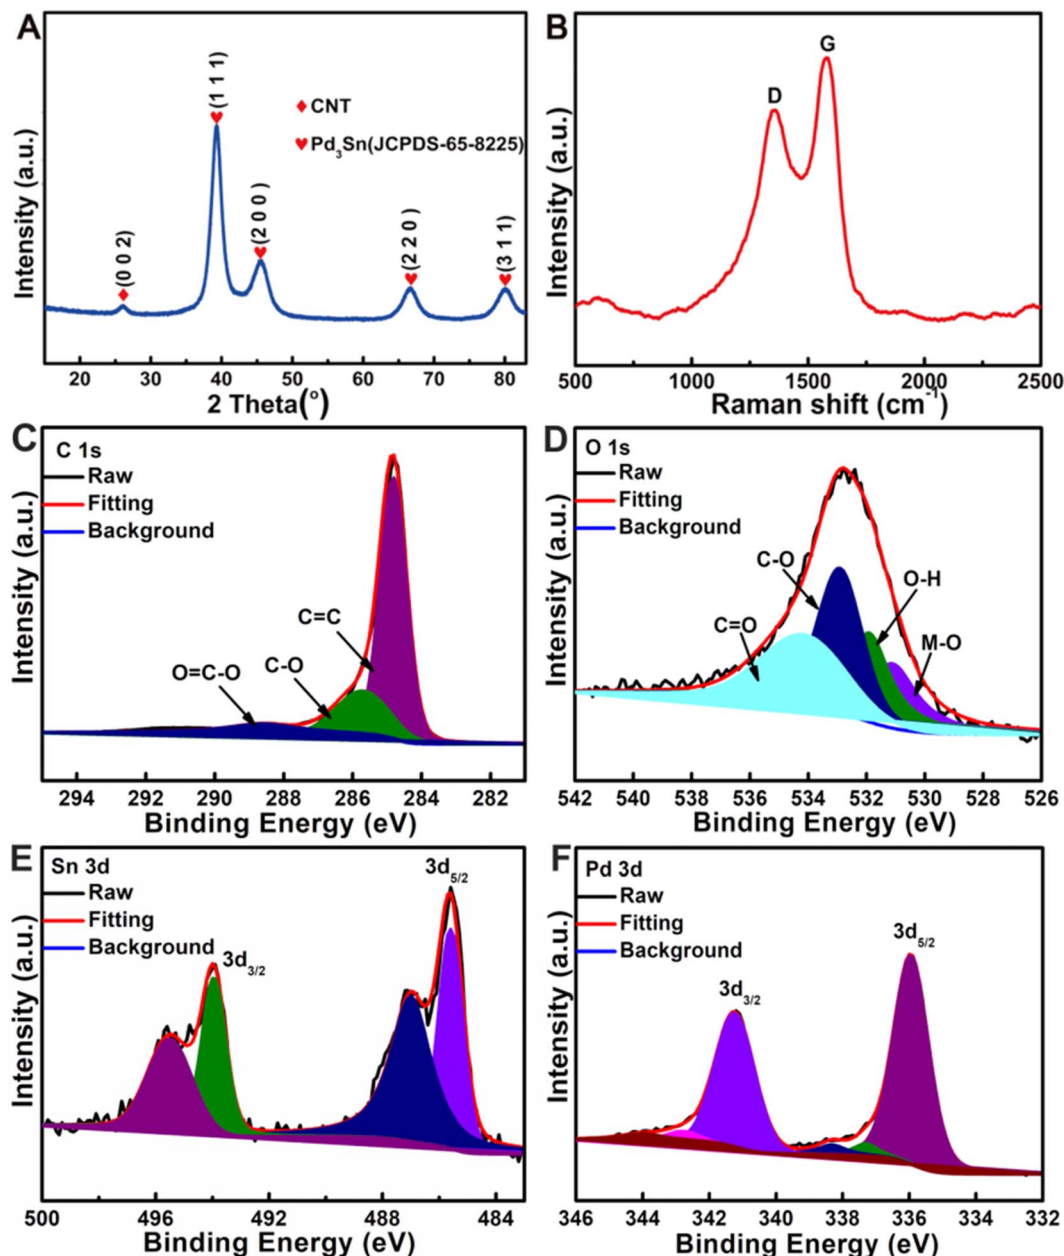 A
Intensity (a.u.)
(0 0 2)
(1 1 1)
(2 0 0)
(2 2 0)
(3 1 1)
♦ CNT
♥ Pd₃Sn(JCPDS-65-8225)
20 30 40 50 60 70 80
2 Theta(°)
B
Intensity (a.u.)
D
G
500 1000 1500 2000 2500
Raman shift (cm⁻¹)
C
Intensity (a.u.)
C 1s
Raw
Fitting
Background
C=C
C-O
O=C-O
294 292 290 288 286 284 282
Binding Energy (eV)
D
Intensity (a.u.)
O 1s
Raw
Fitting
Background
C-O
O-H
C=O
M-O
542 540 538 536 534 532 530 528 526
Binding Energy (eV)
E
Intensity (a.u.)
Sn 3d
Raw
Fitting
Background
3d5/2
3d3/2
500 496 492 488 484
Binding Energy (eV)
F
Intensity (a.u.)
Pd 3d
Raw
Fitting
Background
3d5/2
3d3/2
346 344 342 340 338 336 334 332
Binding Energy (eV)